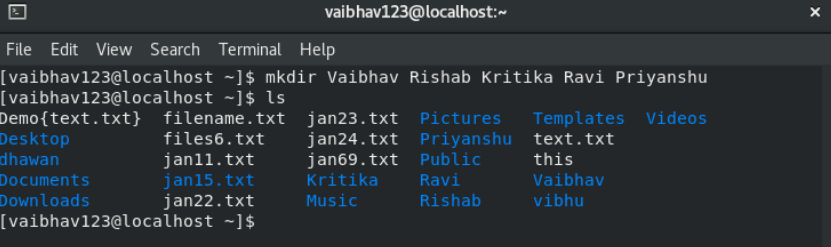 vaibhav123@localhost:~
File Edit View Search Terminal Help
[vaibhav123@localhost ~]$ mkdir Vaibhav Rishab Kritika Ravi Priyanshu
[vaibhav123@localhost ~]$ ls
Demo{text.txt} filename.txt jan23.txt Pictures Templates Videos
Desktop files6.txt jan24.txt Priyanshu text.txt
dhawan jan11.txt jan69.txt Public this
Documents jan15.txt Kritika Ravi Vaibhav
Downloads jan22.txt Music Rishab vibhu
[vaibhav123@localhost ~]$